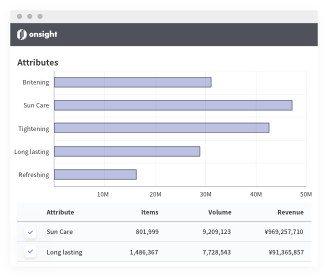 onsight
Attributes
Britening
Sun Care
Tightening
Long lasting
Refreshing
10M 20M 30M 40M 50M
Attribute Items Volume Revenue
Sun Care 801,999 9,209,123 ¥969,257,710
Long lasting 1,486,367 7,728,543 ¥91,365,857